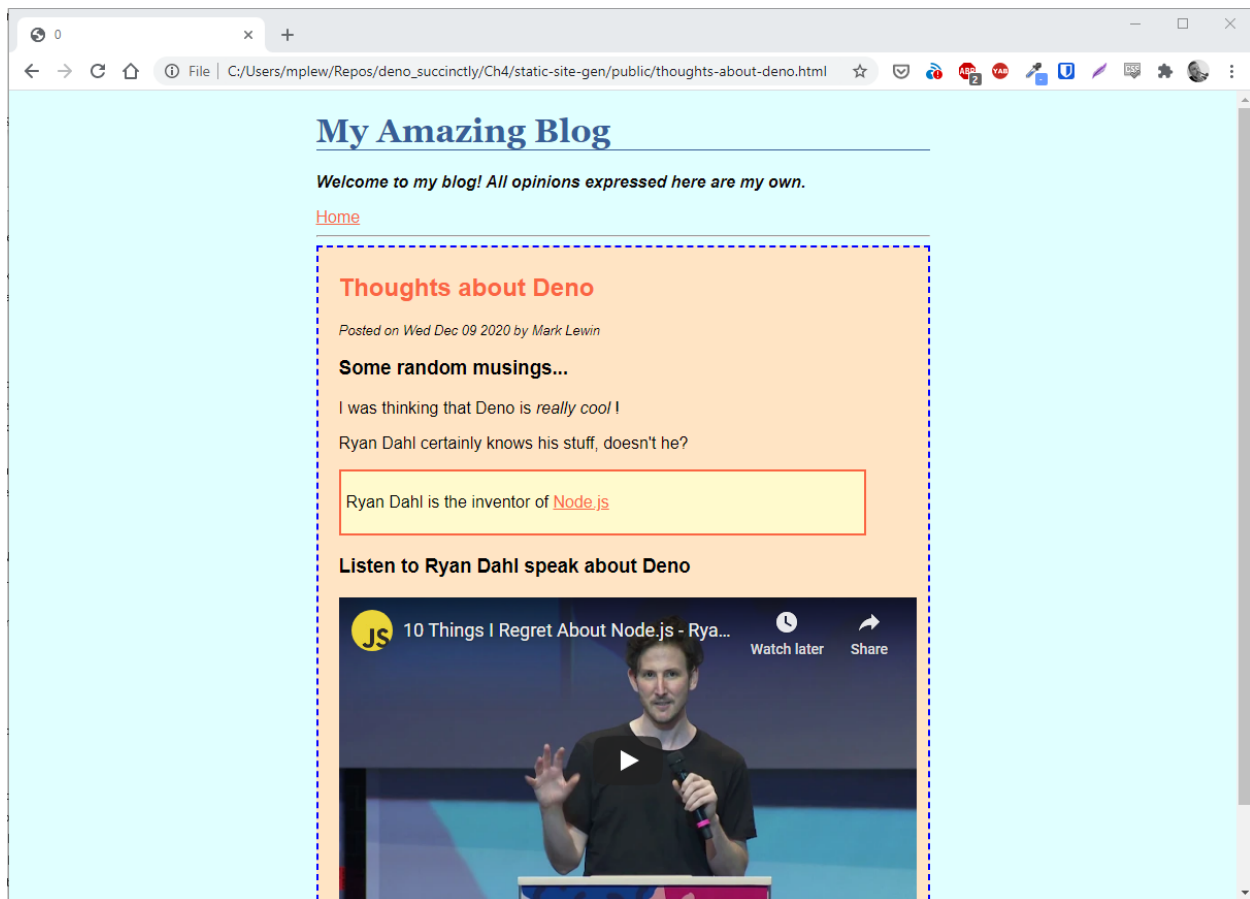 0
File C:/Users/mplew/Repos/deno_succinctly/Ch4/static-site-gen/public/thoughts-about-deno.html
ABP 2 YAB - CSS
My Amazing Blog
Welcome to my blog! All opinions expressed here are my own.
Home
Thoughts about Deno
Posted on Wed Dec 09 2020 by Mark Lewin
Some random musings...
I was thinking that Deno is really cool !
Ryan Dahl certainly knows his stuff, doesn't he?
Ryan Dahl is the inventor of Node.js
Listen to Ryan Dahl speak about Deno
JS 10 Things I Regret About Node.js - Rya...
Watch later Share